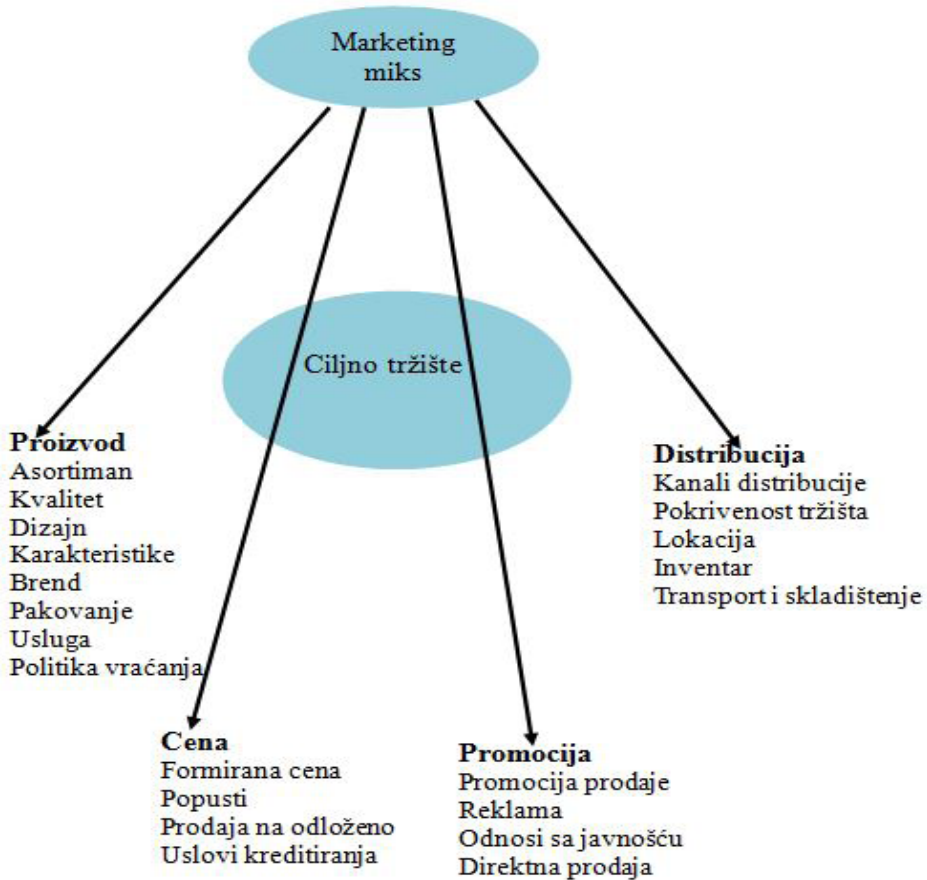 Marketing
miks
Ciljno tržište
Proizvod
Asortiman
Kvalitet
Dizajn
Karakteristike
Brend
Pakovanje
Usluga
Politika vraćanja
Cena
Formirana cena
Popusti
Prodaja na odloženo
Uslovi kreditiranja
Promocija
Promocija prodaje
Reklama
Odnosi sa javnošću
Direktna prodaja
Distribucija
Kanali distribucije
Pokrivenost tržišta
Lokacija
Inventar
Transport i skladištenje